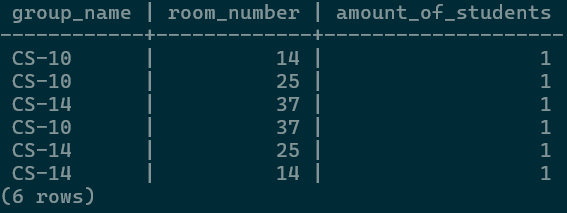 group_name | room_number | amount_of_students
------------+-------------+--------------------
 CS-10      |          14 |                  1
 CS-10      |          25 |                  1
 CS-14      |          37 |                  1
 CS-10      |          37 |                  1
 CS-14      |          25 |                  1
 CS-14      |          14 |                  1
(6 rows)